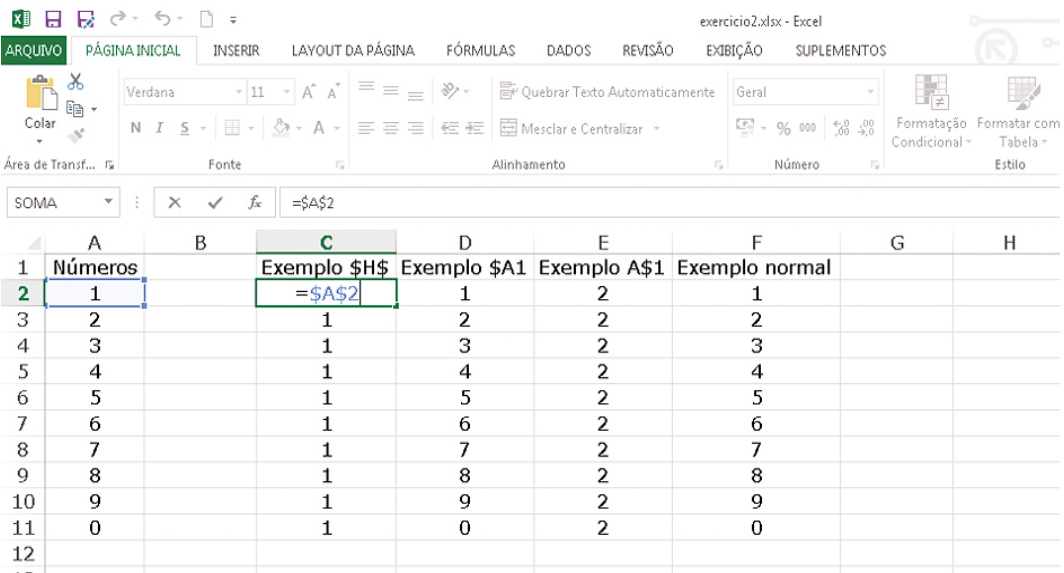 exercicio2.xlsx - Excel
ARQUIVO PÁGINA INICIAL INSERIR LAYOUT DA PÁGINA FÓRMULAS DADOS REVISÃO EXIBIÇÃO SUPLEMENTOS
Colar
Verdana 11 A A
Quebrar Texto Automaticamente
Geral
N I S A
Mesclar e Centralizar
% 000 ,00 ,0
Formatação Condicional
Formatar com Tabela
Área de Transf... Fonte Alinhamento Número Estilo
SOMA fx =$A$2
A B C D E F G H
1 Números Exemplo $H$ Exemplo $A1 Exemplo A$1 Exemplo normal
2 1 =$A$2 1 2 1
3 2 1 2 2 2
4 3 1 3 2 3
5 4 1 4 2 4
6 5 1 5 2 5
7 6 1 6 2 6
8 7 1 7 2 7
9 8 1 8 2 8
10 9 1 9 2 9
11 0 1 0 2 0
12